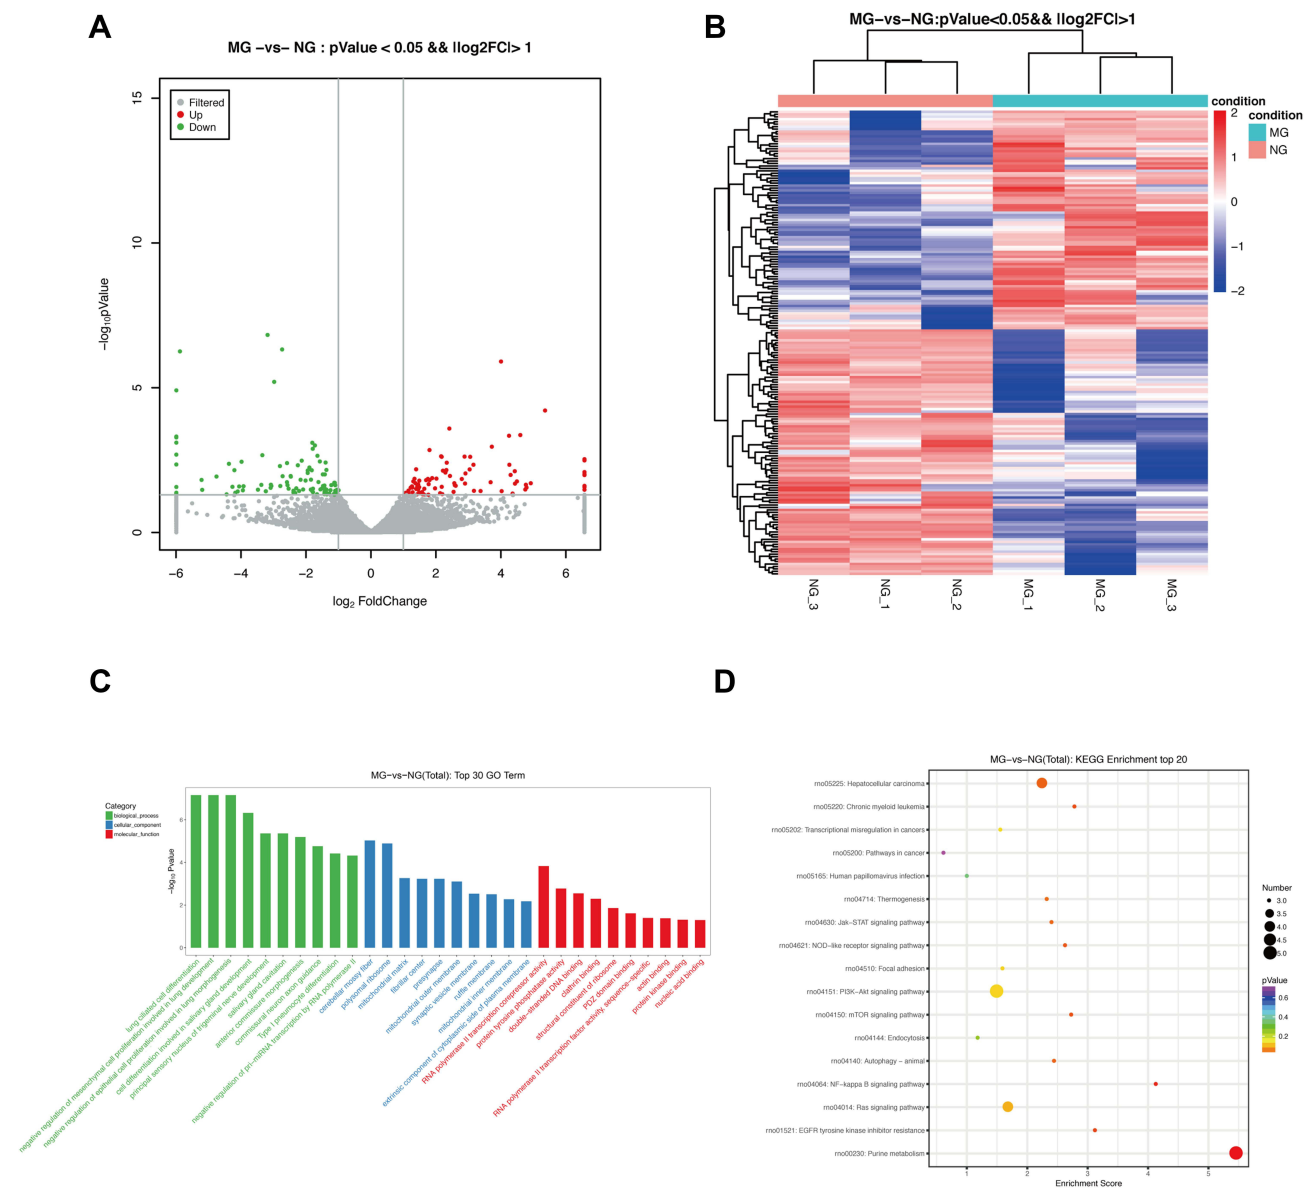 A
MG -vs- NG : pValue < 0.05 && |log2FC|> 1
Filtered
Up
Down
15
10
5
0
-log10pValue
-6 -4 -2 0 2 4 6
log2 FoldChange
B
MG-vs-NG:pValue<0.05&& |log2FC|>1
condition
2
1
0
-1
-2
condition
MG
NG
NG_3 NG_1 NG_2 MG_1 MG_2 MG_3
C
MG-vs-NG(Total): Top 30 GO Term
Category
biological_process
cellular_component
molecular_function
-log10 Pvalue
6
4
2
0
lung ciliated cell differentiation
negative regulation of mesenchymal cell proliferation involved in lung development
negative regulation of epithelial cell proliferation involved in lung morphogenesis
cell differentiation involved in salivary gland development
principal sensory nucleus of trigeminal nerve development
salivary gland cavitation
anterior commissure morphogenesis
commissural neuron axon guidance
Type I pneumocyte differentiation
negative regulation of pri-miRNA transcription by RNA polymerase II
cerebellar mossy fiber
polysomal ribosome
mitochondrial matrix
fibrillar center
presynapse
mitochondrial outer membrane
synaptic vesicle membrane
ruffle membrane
mitochondrial inner membrane
extrinsic component of cytoplasmic side of plasma membrane
RNA polymerase II transcription corepressor activity
protein tyrosine phosphatase activity
double-stranded DNA binding
clathrin binding
structural constituent of ribosome
PDZ domain binding
RNA polymerase II transcription factor activity, sequence-specific
actin binding
protein kinase binding
nucleic acid binding
D
MG-vs-NG(Total): KEGG Enrichment top 20
rno05225: Hepatocellular carcinoma
rno05220: Chronic myeloid leukemia
rno05202: Transcriptional misregulation in cancers
rno05200: Pathways in cancer
rno05165: Human papillomavirus infection
rno04714: Thermogenesis
rno04630: Jak-STAT signaling pathway
rno04621: NOD-like receptor signaling pathway
rno04510: Focal adhesion
rno04151: PI3K-Akt signaling pathway
rno04150: mTOR signaling pathway
rno04144: Endocytosis
rno04140: Autophagy - animal
rno04064: NF-kappa B signaling pathway
rno04014: Ras signaling pathway
rno01521: EGFR tyrosine kinase inhibitor resistance
rno00230: Purine metabolism
1 2 3 4 5
Enrichment Score
Number
3.0
3.5
4.0
4.5
5.0
pValue
0.6
0.4
0.2